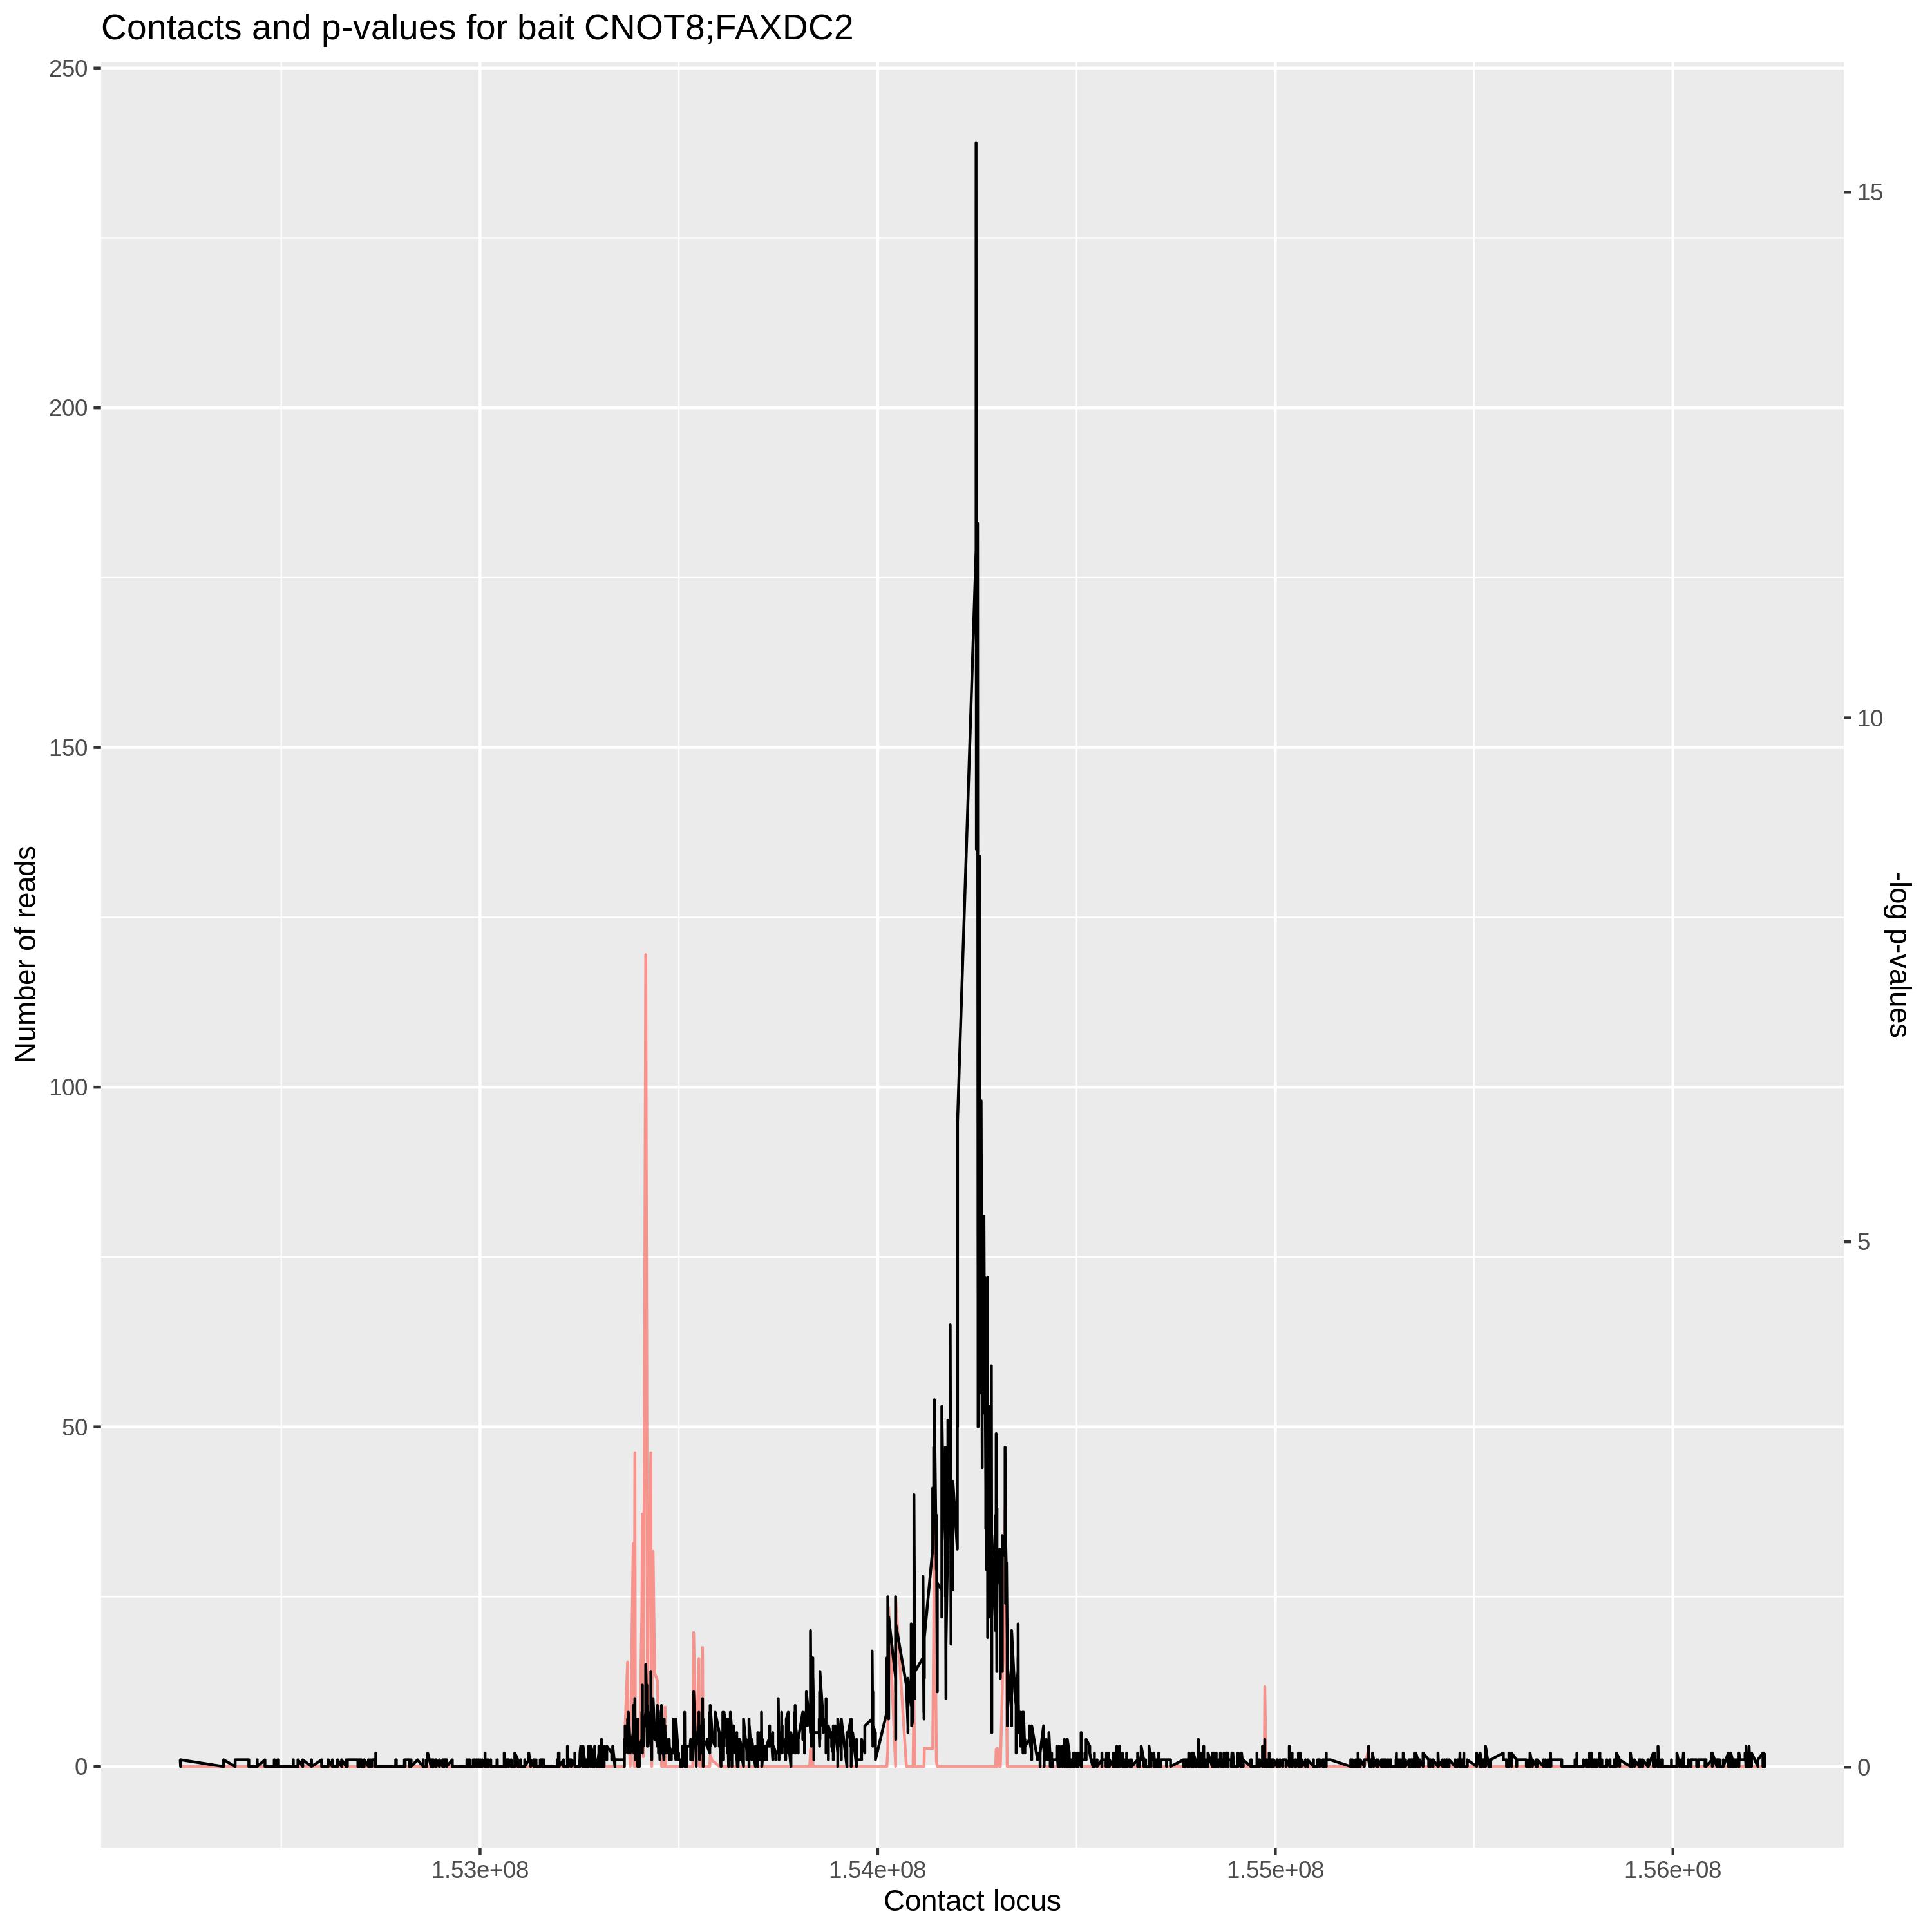 Contacts and p-values for bait CNOT8;FAXDC2
250
200
150
100
50
0
Number of reads
15
10
5
0
-log p-values
1.53e+08
1.54e+08
1.55e+08
1.56e+08
Contact locus